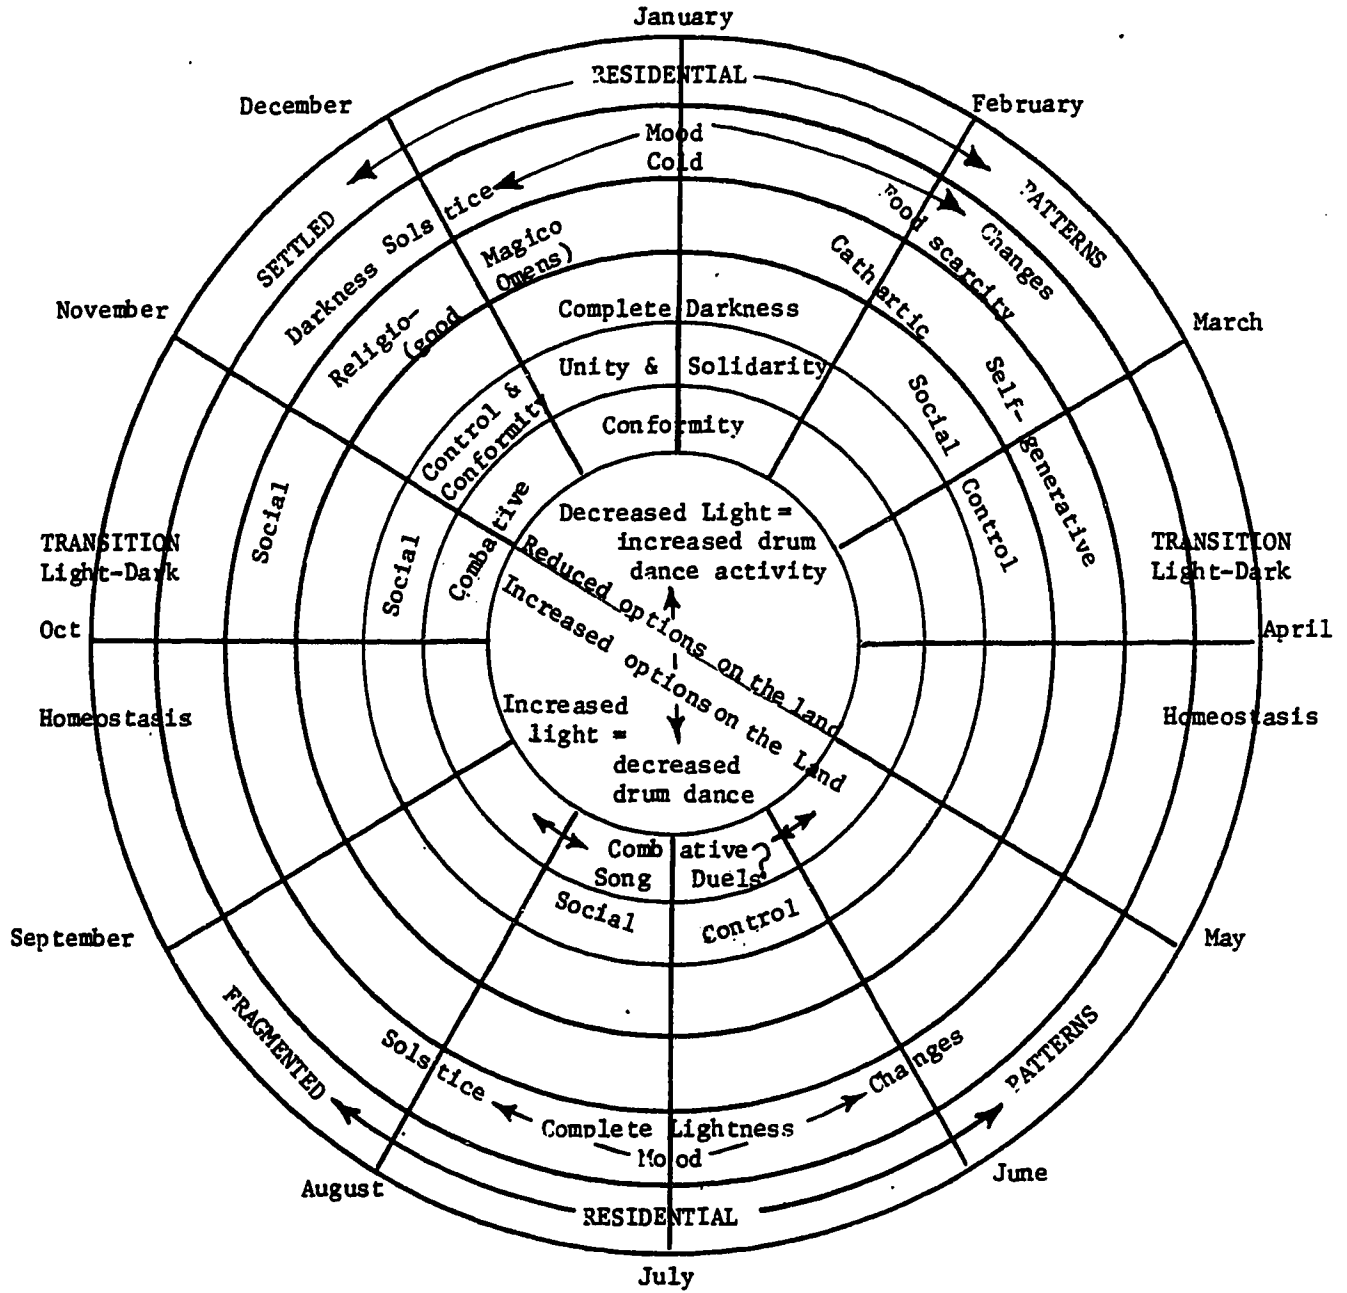 January
RESIDENTIAL
December
February
Mood
Cold
SETTLED
Darkness Solstice
Food scarcity
Changes
PATTERNS
Religio-Magico
(good Omens)
Cathartic
November
March
Complete Darkness
Unity & Solidarity
Conformity
Social
Control &
Conformity
Social
Combative
Social
Control
Self-generative
Decreased Light =
increased drum
dance activity
TRANSITION
Light-Dark
TRANSITION
Light-Dark
Reduced options on the land
Increased options on the Land
Oct
April
Homeostasis
Homeostasis
Increased
light =
decreased
drum dance
Combative
Song Duels?
Social Control
September
May
FRAGMENTED
Solstice
Changes
PATTERNS
Complete Lightness
Mood
August
June
RESIDENTIAL
July